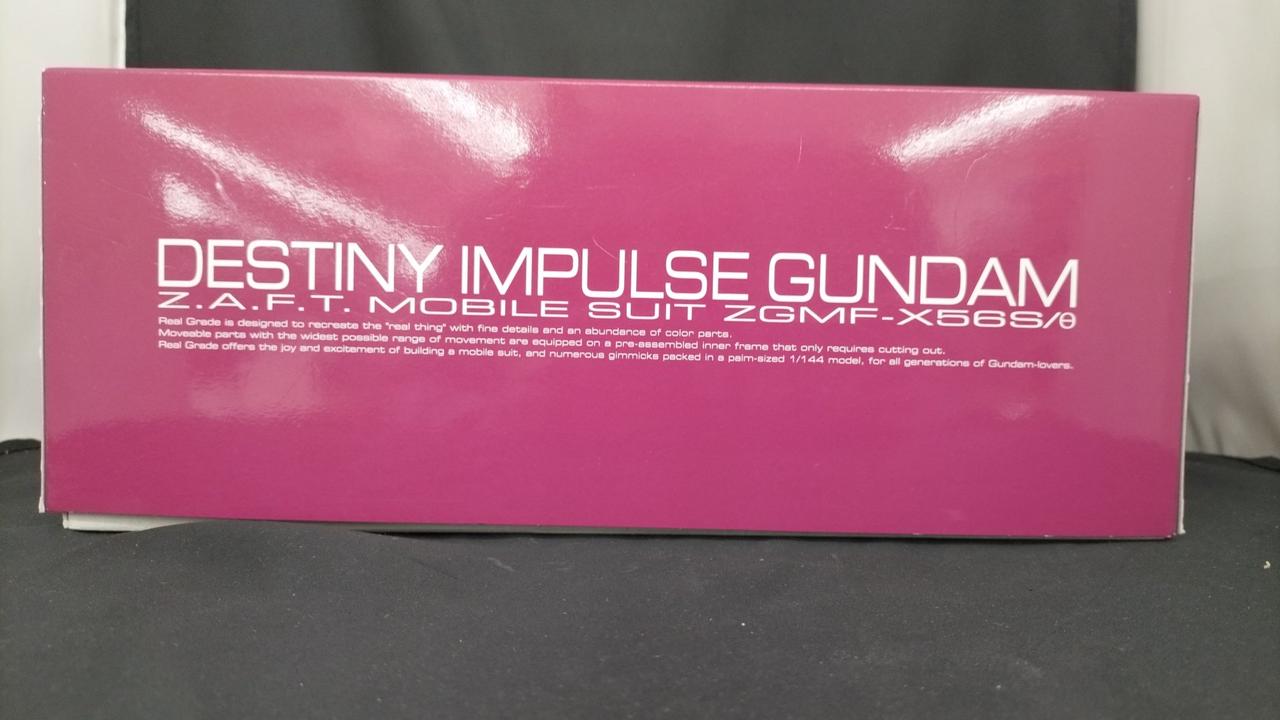 DESTINY IMPULSE GUNDAM
Z.A.F.T. MOBILE SUIT ZGMF-X56S/θ
Real Grade is designed to recreate the "real thing" with fine details and an abundance of color parts.
Moveable parts with the widest possible range of movement are equipped on a pre-assembled inner frame that only requires cutting out.
Real Grade offers the joy and excitement of building a mobile suit, and numerous gimmicks packed in a palm-sized 1/144 model, for all generations of Gundam-lovers.